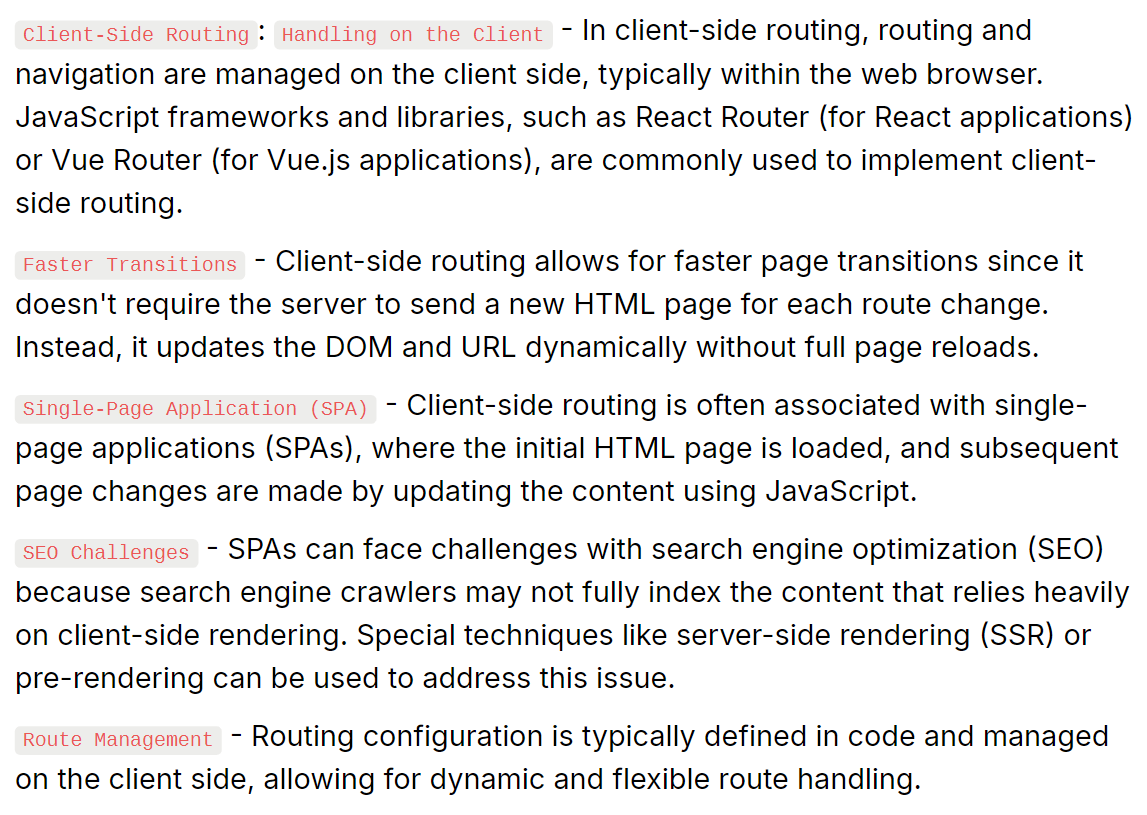 Client-Side Routing: Handling on the Client - In client-side routing, routing and
navigation are managed on the client side, typically within the web browser.
JavaScript frameworks and libraries, such as React Router (for React applications)
or Vue Router (for Vue.js applications), are commonly used to implement client-
side routing.
Faster Transitions - Client-side routing allows for faster page transitions since it
doesn't require the server to send a new HTML page for each route change.
Instead, it updates the DOM and URL dynamically without full page reloads.
Single-Page Application (SPA) - Client-side routing is often associated with single-
page applications (SPAs), where the initial HTML page is loaded, and subsequent
page changes are made by updating the content using JavaScript.
SEO Challenges - SPAs can face challenges with search engine optimization (SEO)
because search engine crawlers may not fully index the content that relies heavily
on client-side rendering. Special techniques like server-side rendering (SSR) or
pre-rendering can be used to address this issue.
Route Management - Routing configuration is typically defined in code and managed
on the client side, allowing for dynamic and flexible route handling.